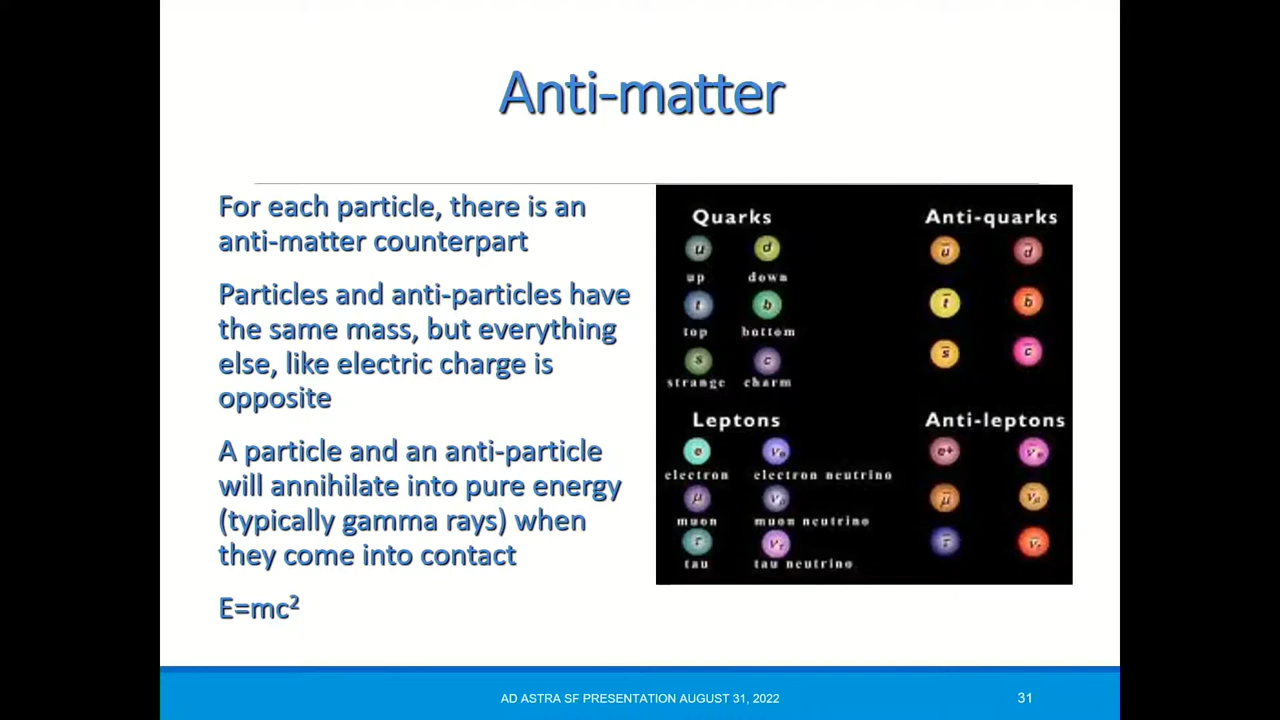 Anti-matter
For each particle, there is an
anti-matter counterpart
Particles and anti-particles have
the same mass, but everything
else, like electric charge is
opposite
A particle and an anti-particle
will annihilate into pure energy
(typically gamma rays) when
they come into contact
E=mc²
Quarks
u d
up down
t b
top bottom
s c
strange charm
Anti-quarks
u̅ d̅
t̅ b̅
s̅ c̅
Leptons
e νe
electron electron neutrino
μ
muon muon neutrino
τ ντ
tau tau neutrino
Anti-leptons
e+ ν̅e
μ̅
τ̅ ν̅τ
AD ASTRA SF PRESENTATION AUGUST 31, 2022
31